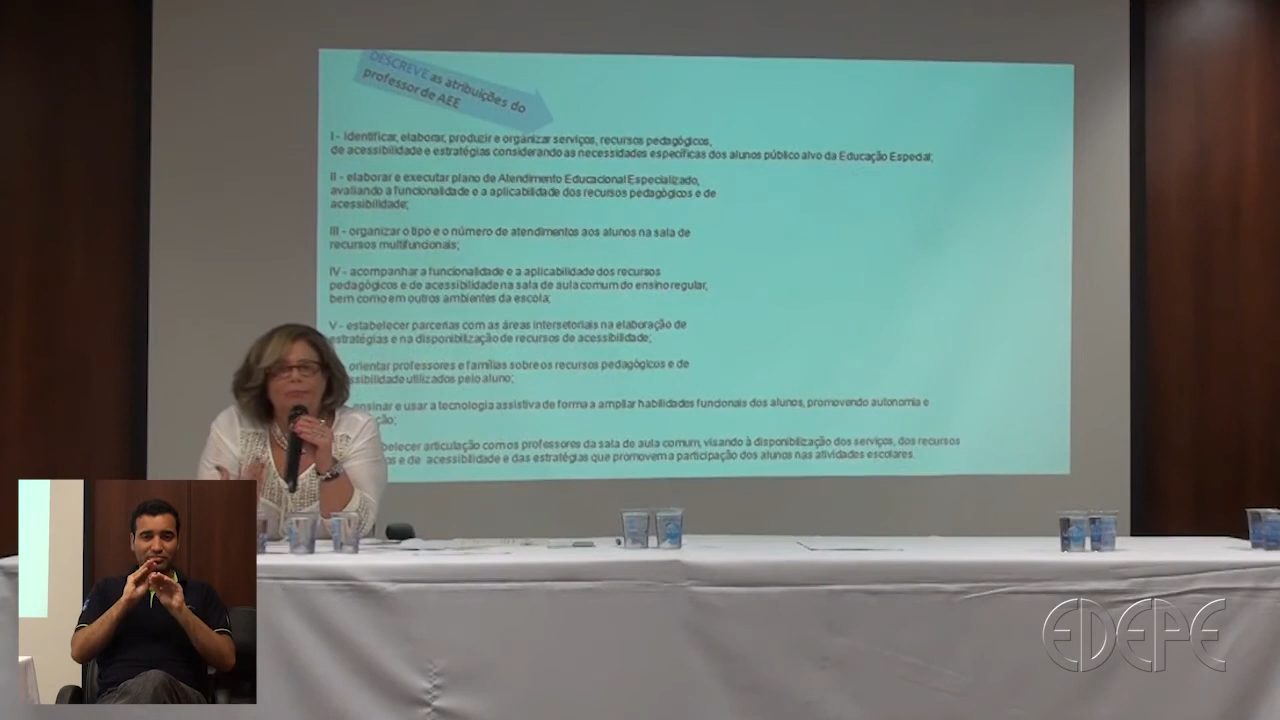 DESCREVE as atribuições do
professor de AEE
I - Identificar, elaborar, produzir e organizar serviços, recursos pedagógicos,
de acessibilidade e estratégias considerando as necessidades específicas dos alunos público alvo da Educação Especial;
II - elaborar e executar plano de Atendimento Educacional Especializado,
avaliando a funcionalidade e a aplicabilidade dos recursos pedagógicos e de
acessibilidade;
III - organizar o tipo e o número de atendimentos aos alunos na sala de
recursos multifuncionais;
IV - acompanhar a funcionalidade e a aplicabilidade dos recursos
pedagógicos e de acessibilidade na sala de aula comum do ensino regular,
bem como em outros ambientes da escola;
V - estabelecer parcerias com as áreas intersetoriais na elaboração de
estratégias e na disponibilização de recursos de acessibilidade;
orientar professores e famílias sobre os recursos pedagógicos e de
ssibilidade utilizados pelo aluno;
ensinar e usar a tecnologia assistiva de forma a ampliar habilidades funcionais dos alunos, promovendo autonomia e
ção;
belecer articulação com os professores da sala de aula comum, visando à disponibilização dos serviços, dos recursos
os e de acessibilidade e das estratégias que promovem a participação dos alunos nas atividades escolares.
EDEPE